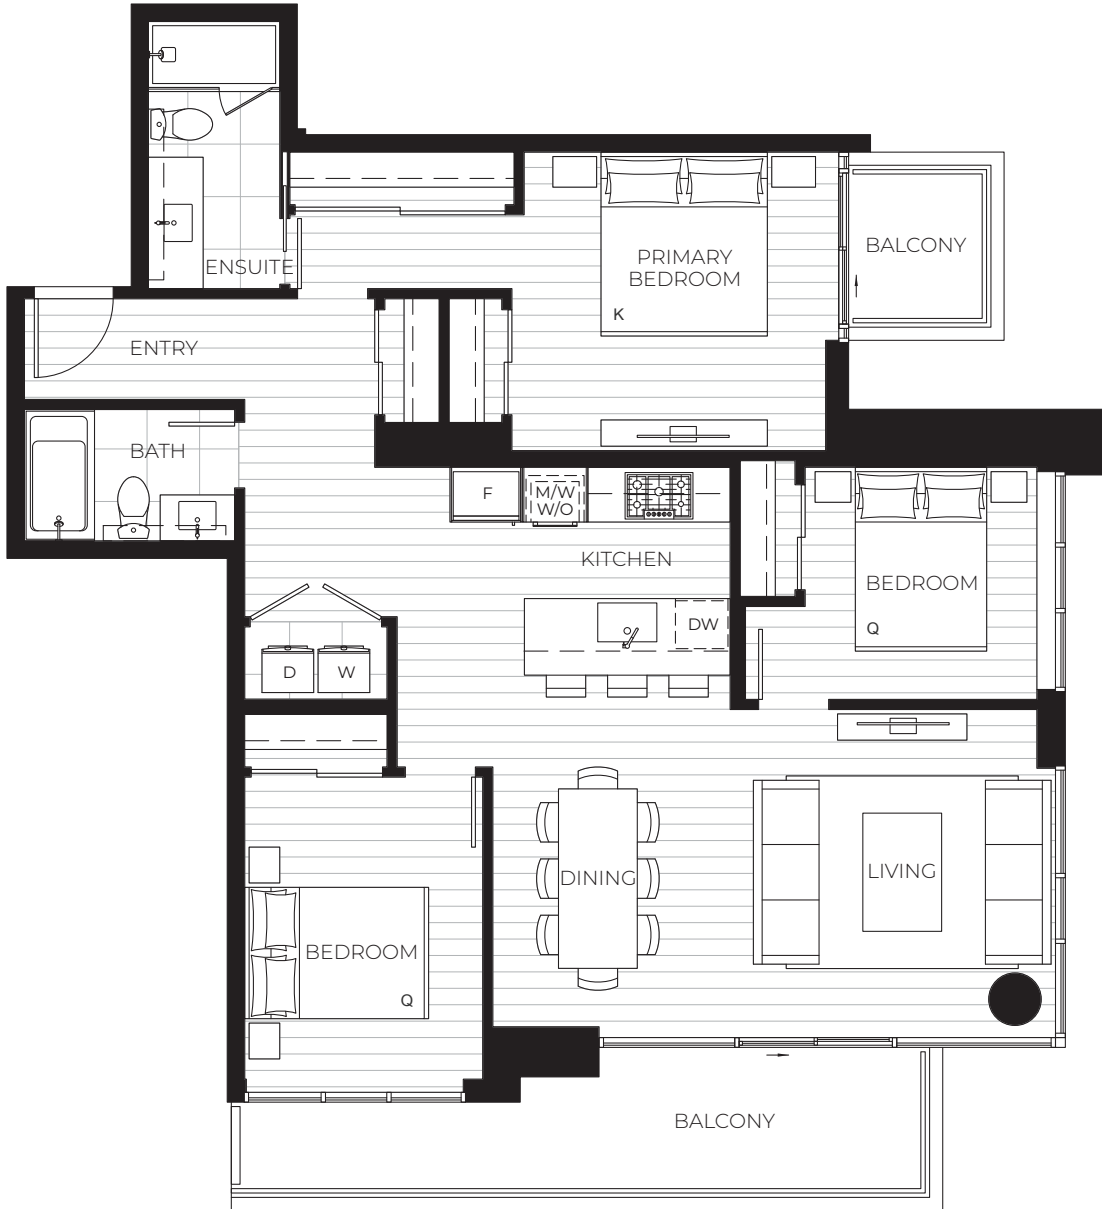 BALCONY
PRIMARY
BEDROOM
K
ENSUITE
ENTRY
BATH
F
M/W
W/O
KITCHEN
BEDROOM
Q
DW
D
W
DINING
LIVING
BEDROOM
Q
BALCONY